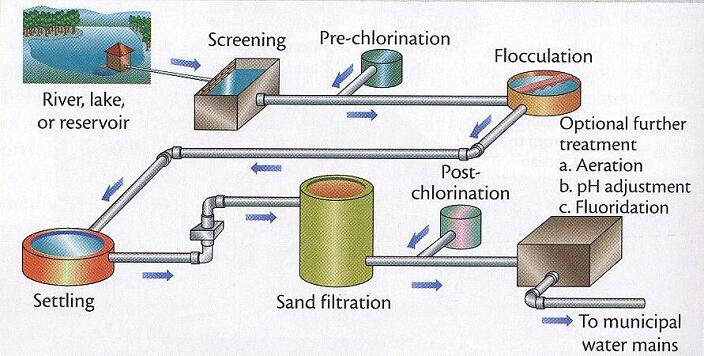 Screening
Pre-chlorination
Flocculation
River, lake,
or reservoir
Optional further
treatment
a. Aeration
b. pH adjustment
c. Fluoridation
Post-
chlorination
Settling
Sand filtration
To municipal
water mains